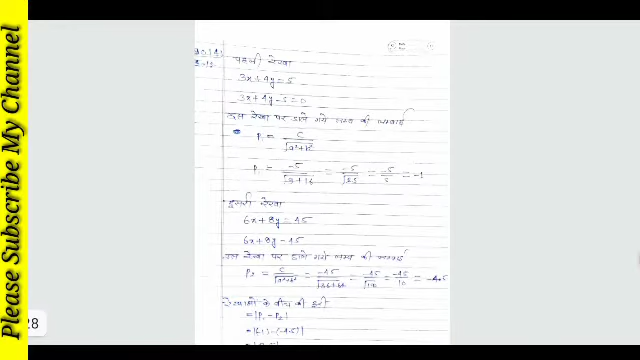 Please Subscribe My Channel
28
पहली रेखा
3x+4y=5
3x+4y-5=0
इस रेखा पर डाले गये लम्ब की लम्बाई
P₁ = c/√a²+b²
P₁ = -5/√9+16 = -5/√25 = -5/5 = -1
दूसरी रेखा
6x+8y=45
6x+8y-45
इस रेखा पर डाले गये लम्ब की लम्बाई
P₂ = c/√a²+b² = -45/√36+64 = -45/√100 = -45/10 = -4.5
रेखाओं के बीच की दूरी
=|P₁-P₂|
=|(-1)-(-4.5)|